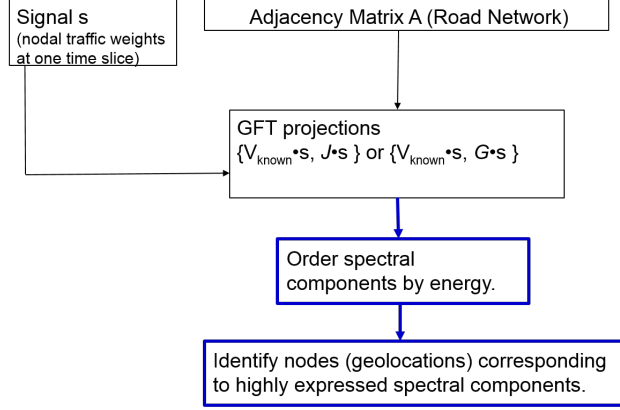 Signal s
(nodal traffic weights
at one time slice)
Adjacency Matrix A (Road Network)
GFT projections
{Vknown•s, J•s } or {Vknown•s, G•s }
Order spectral
components by energy.
Identify nodes (geolocations) corresponding
to highly expressed spectral components.